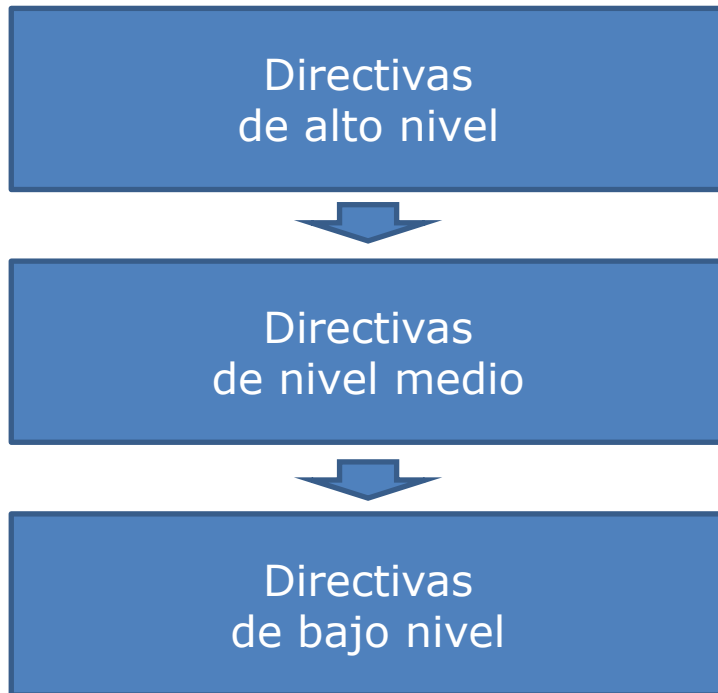 Directivas
de alto nivel
Directivas
de nivel medio
Directivas
de bajo nivel